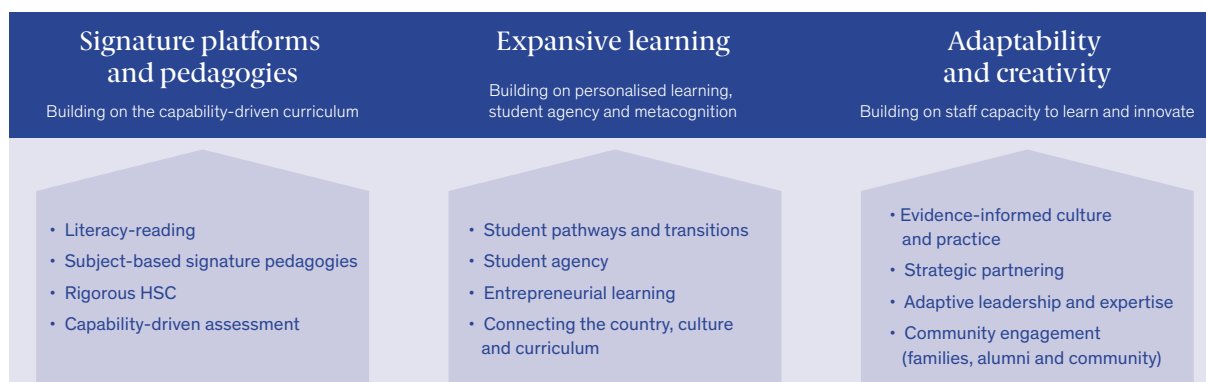 Signature platforms
and pedagogies
Building on the capability-driven curriculum
• Literacy-reading
• Subject-based signature pedagogies
• Rigorous HSC
• Capability-driven assessment
Expansive learning
Building on personalised learning,
student agency and metacognition
• Student pathways and transitions
• Student agency
• Entrepreneurial learning
• Connecting the country, culture
and curriculum
Adaptability
and creativity
Building on staff capacity to learn and innovate
• Evidence-informed culture
and practice
• Strategic partnering
• Adaptive leadership and expertise
• Community engagement
(families, alumni and community)